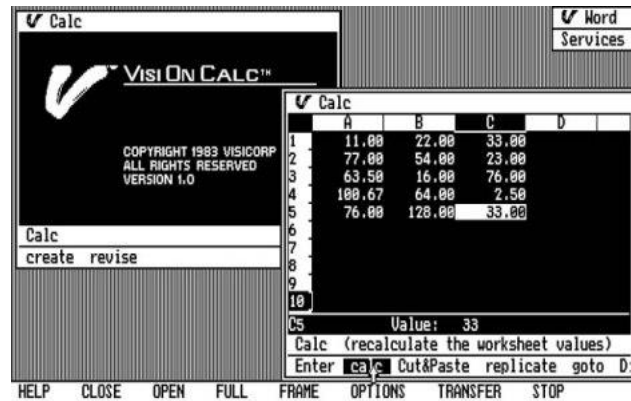 Calc
VISI ON CALC™
COPYRIGHT 1983 VISICORP
ALL RIGHTS RESERVED
VERSION 1.0
Calc
create revise
Word
Services
Calc
A B C D
1 11.00 22.00 33.00
2 77.00 54.00 23.00
3 63.50 16.00 76.00
4 100.67 64.00 2.50
5 76.00 128.00 33.00
6
7
8
9
10
C5 Value: 33
Calc (recalculate the worksheet values)
Enter calc Cut&Paste replicate goto
HELP CLOSE OPEN FULL FRAME OPTIONS TRANSFER STOP